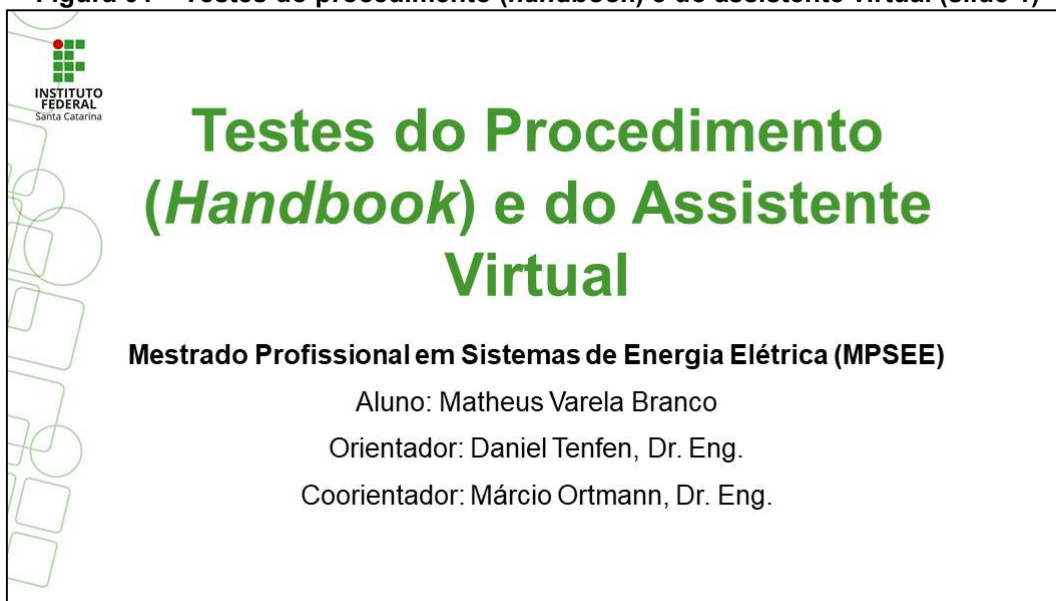 Figura 01 – Testes do procedimento (handbook) e do assistente virtual (slide 1)
INSTITUTO
FEDERAL
Santa Catarina
Testes do Procedimento
(Handbook) e do Assistente
Virtual
Mestrado Profissional em Sistemas de Energia Elétrica (MPSEE)
Aluno: Matheus Varela Branco
Orientador: Daniel Tenfen, Dr. Eng.
Coorientador: Márcio Ortmann, Dr. Eng.